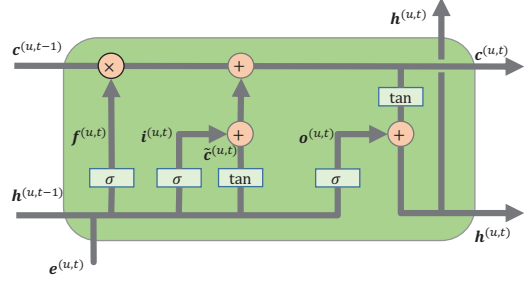 h^(u,t)
c^(u,t−1)
c^(u,t)
×
+
tan
f^(u,t)
i^(u,t)
+
o^(u,t)
+
c̃^(u,t)
σ
σ
tan
σ
h^(u,t−1)
h^(u,t)
e^(u,t)